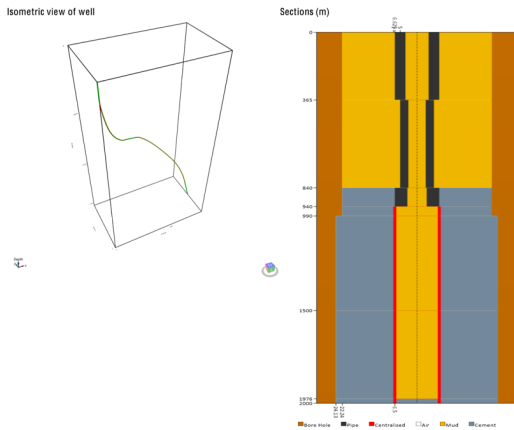 Isometric view of well
Sections (m)
0
365
840
940
990
1500
1976
2000
Depth
Bore Hole
Pipe
Centralised
Air
Mud
Cement